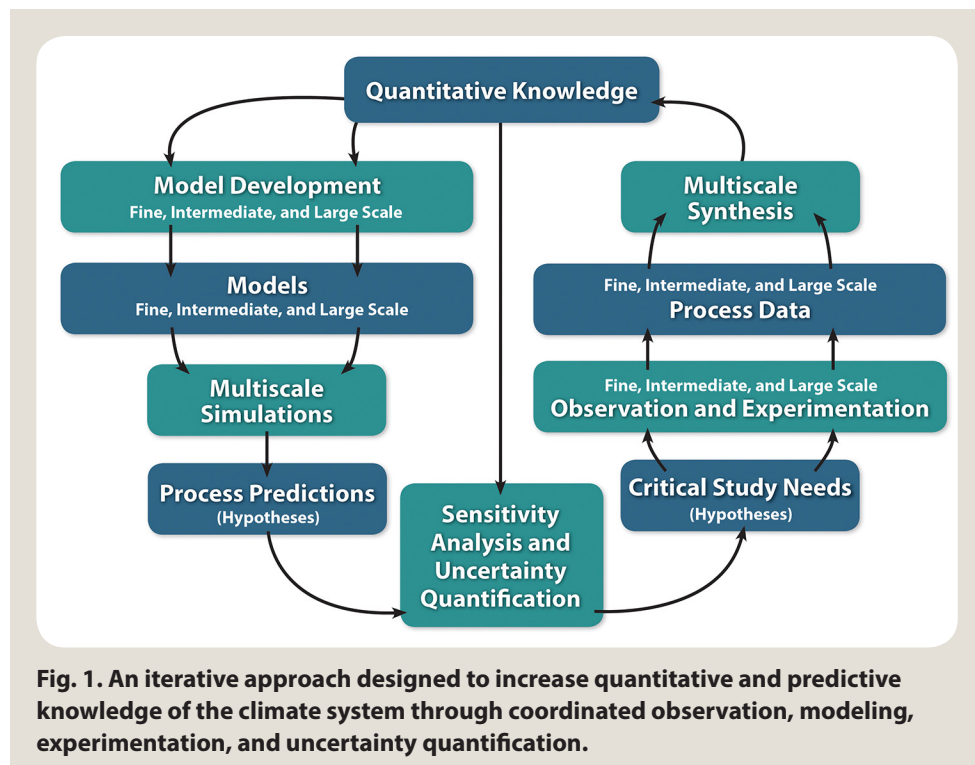 Quantitative Knowledge
Model Development
Fine, Intermediate, and Large Scale
Models
Fine, Intermediate, and Large Scale
Multiscale
Simulations
Process Predictions
(Hypotheses)
Sensitivity
Analysis and
Uncertainty
Quantification
Multiscale
Synthesis
Fine, Intermediate, and Large Scale
Process Data
Fine, Intermediate, and Large Scale
Observation and Experimentation
Critical Study Needs
(Hypotheses)
Fig. 1. An iterative approach designed to increase quantitative and predictive
knowledge of the climate system through coordinated observation, modeling,
experimentation, and uncertainty quantification.